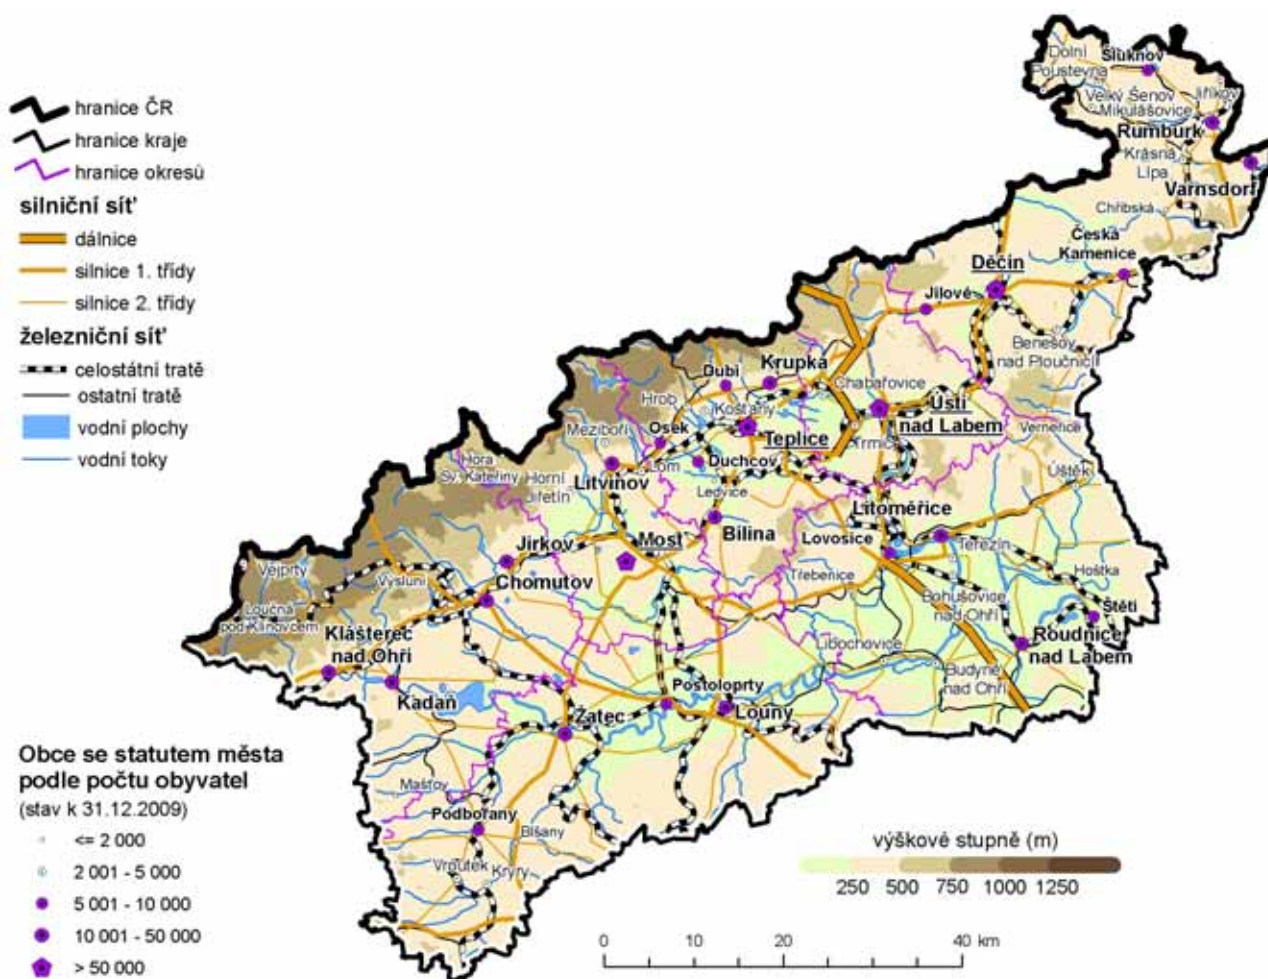 hranice ČR
hranice kraje
hranice okresů
silniční síť
dálnice
silnice 1. třídy
silnice 2. třídy
železniční síť
celostátní tratě
ostatní tratě
vodní plochy
vodní toky
Obce se statutem města
podle počtu obyvatel
(stav k 31.12.2009)
<= 2 000
2 001 - 5 000
5 001 - 10 000
10 001 - 50 000
> 50 000
Dolní
Poustevna
Šluknov
Velký Šenov
Mikulášovice
Jiříkov
Rumburk
Krásná
Lípa
Varnsdorf
Chřibská
Česká
Kamenice
Děčín
Jílové
Benešov
nad Ploučnicí
Krupka
Dubí
Chabařovice
Hrob
Košťany
Ústí
nad Labem
Meziboří
Osek
Teplice
Trmice
Verneřice
Hora
Sv. Kateřiny
Horní
Jiřetín
Lom
Duchcov
Litvínov
Ledvice
Úštěk
Litoměřice
Bílina
Lovosice
Most
Jirkov
Terezín
Vejprty
Výsluní
Chomutov
Třebenice
Hoštka
Bohušovice
nad Ohří
Štětí
Loučná
pod Klínovcem
Klášterec
nad Ohří
Libochovice
Roudnice
nad Labem
Budyně
nad Ohří
Kadaň
Postoloprty
Žatec
Louny
Mašťov
Podbořany
Blšany
Vroutek
Kryry
výškové stupně (m)
250 500 750 1000 1250
0 10 20 40 km